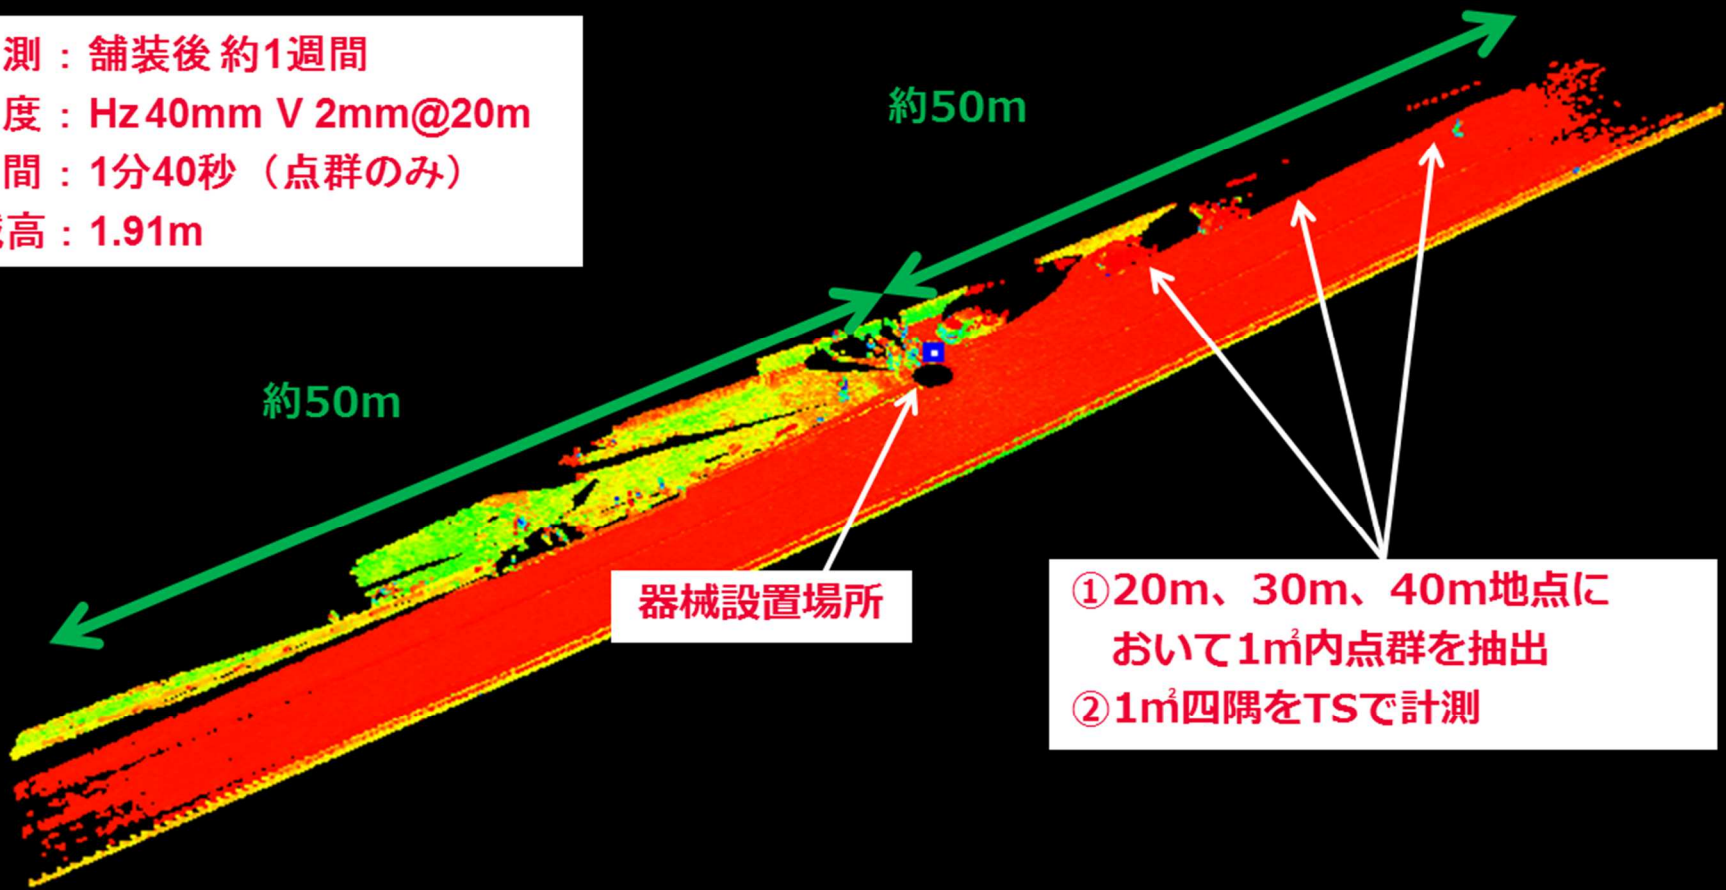 測：舗装後 約1週間
度：Hz 40mm V 2mm@20m
間：1分40秒（点群のみ）
高：1.91m
約50m
約50m
器械設置場所
①20m、30m、40m地点に
おいて1㎡内点群を抽出
②1㎡四隅をTSで計測